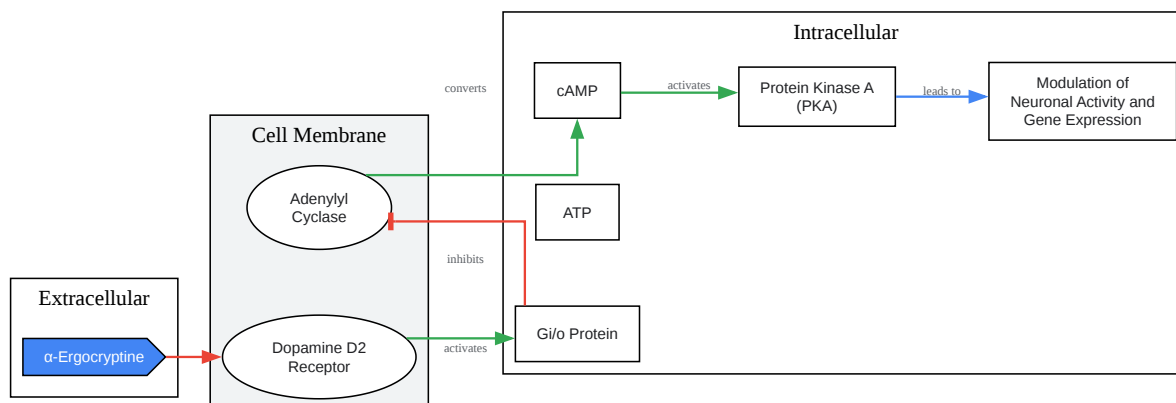 Intracellular
converts
cAMP
activates
Protein Kinase A
(PKA)
leads to
Modulation of
Neuronal Activity and
Gene Expression
Cell Membrane
Adenylyl
Cyclase
ATP
inhibits
Extracellular
α-Ergocryptine
Dopamine D2
Receptor
activates
Gi/o Protein